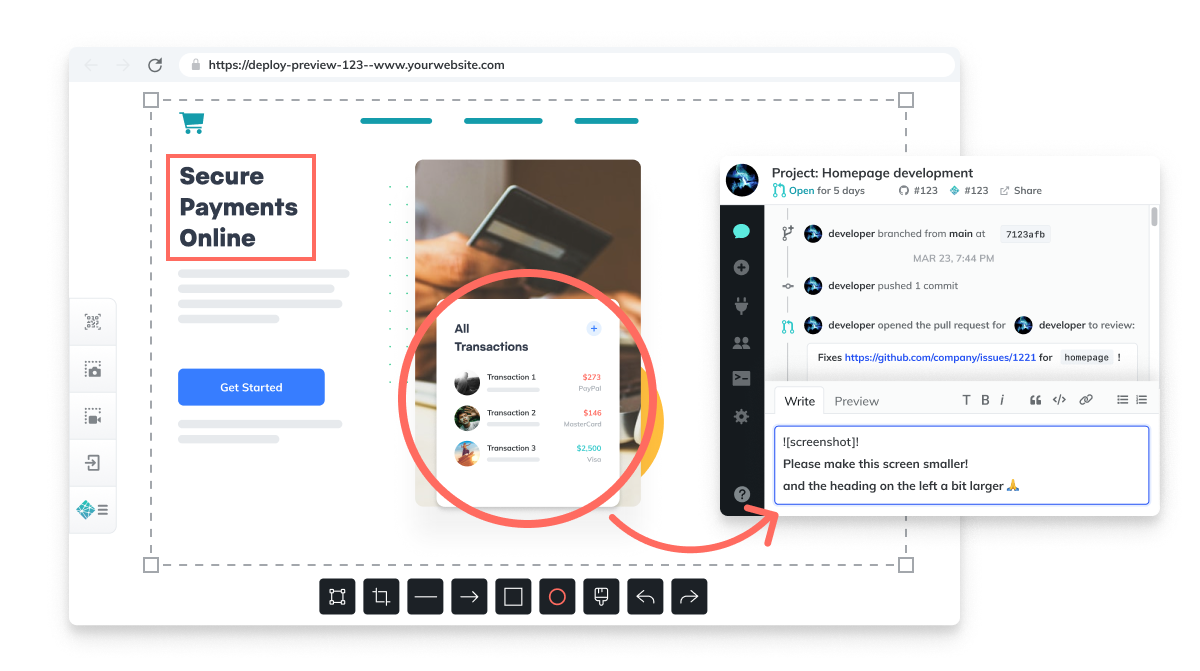 https://deploy-preview-123--www.yourwebsite.com
Secure
Payments
Online
Get Started
All
Transactions
+
Transaction 1
$273
PayPal
Transaction 2
$146
MasterCard
Transaction 3
$2,500
Visa
Project: Homepage development
Open for 5 days
#123
#123
Share
developer branched from main at 7123afb
MAR 23, 7:44 PM
developer pushed 1 commit
developer opened the pull request for developer to review:
Fixes https://github.com/company/issues/1221 for homepage !
Write
Preview
T B i
![screenshot]!
Please make this screen smaller!
and the heading on the left a bit larger 🙏